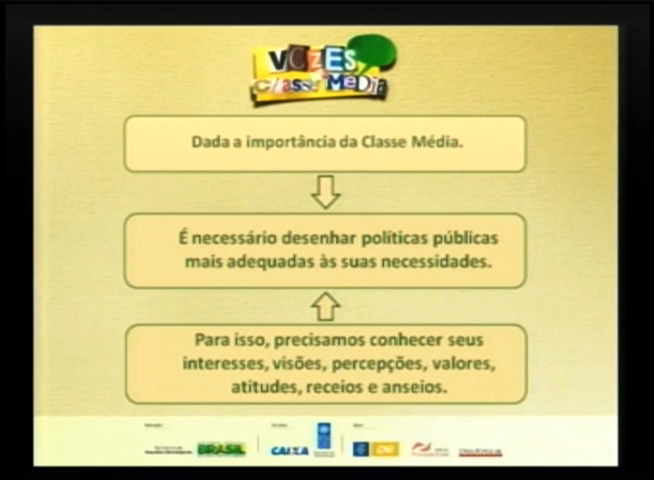 VOZES
Classe Média
Dada a importância da Classe Média.
É necessário desenhar políticas públicas
mais adequadas às suas necessidades.
Para isso, precisamos conhecer seus
interesses, visões, percepções, valores,
atitudes, receios e anseios.
BRASIL
CAIXA